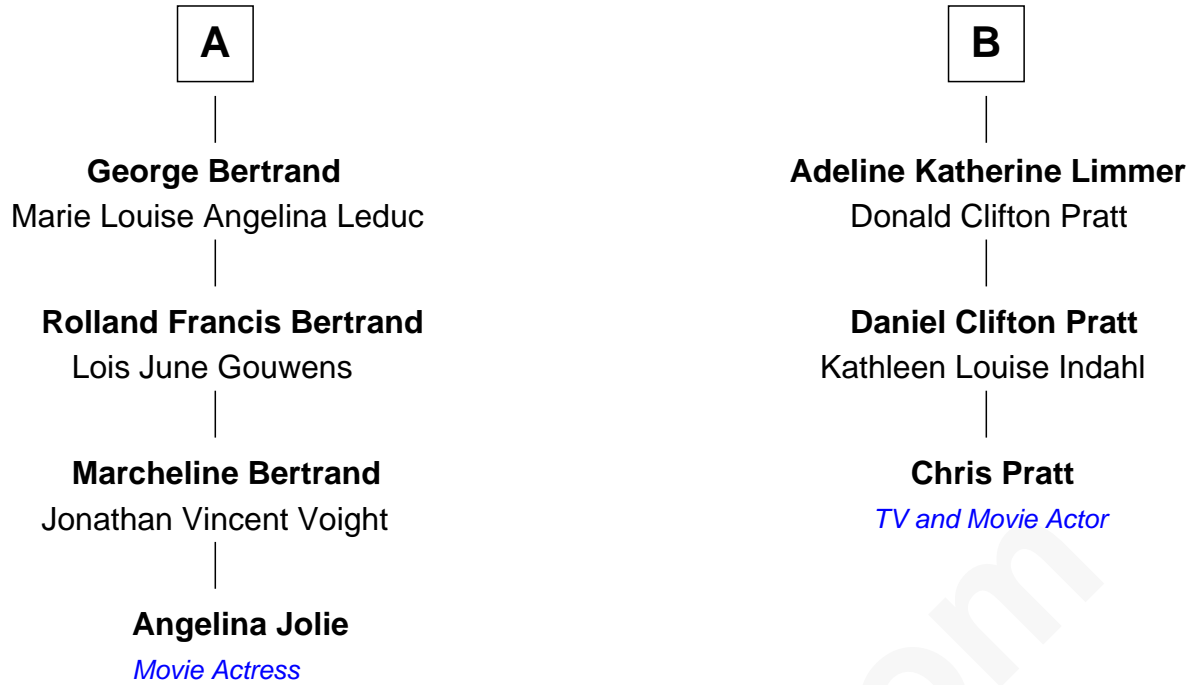 A
George Bertrand
Marie Louise Angelina Leduc
Rolland Francis Bertrand
Lois June Gouwens
Marcheline Bertrand
Jonathan Vincent Voight
Angelina Jolie
Movie Actress
B
Adeline Katherine Limmer
Donald Clifton Pratt
Daniel Clifton Pratt
Kathleen Louise Indahl
Chris Pratt
TV and Movie Actor
om